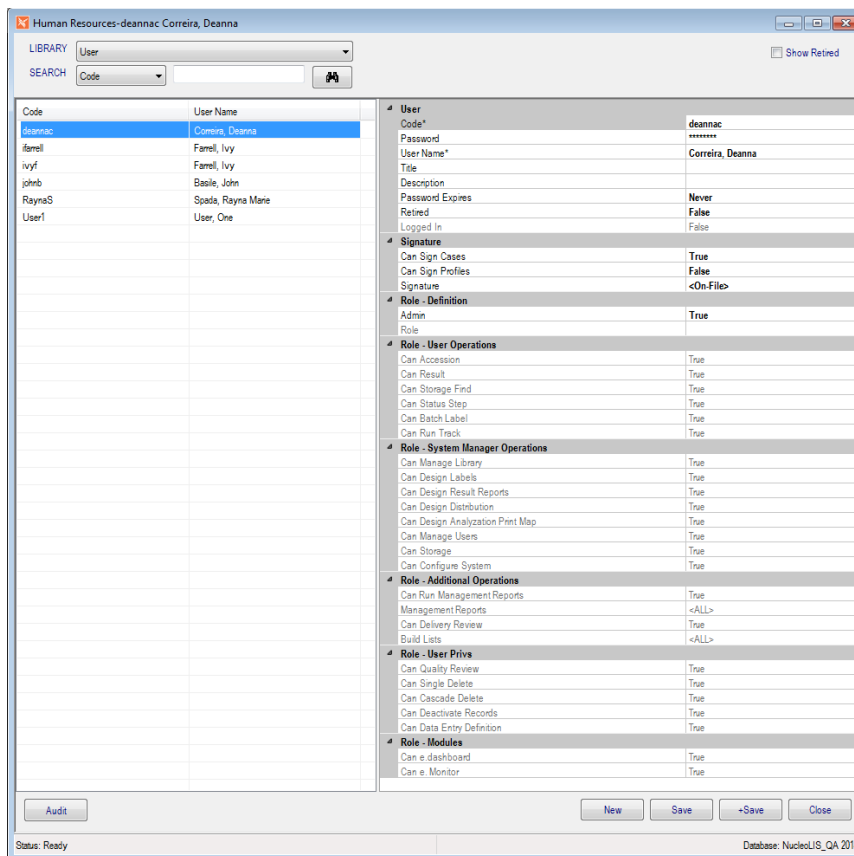 Human Resources-deannac Correira, Deanna
LIBRARY User
Show Retired
SEARCH Code
Code User Name
deannac Correira, Deanna
ifarrell Farrell, Ivy
ivyf Farrell, Ivy
johnb Basile, John
RaynaS Spada, Rayna Marie
User1 User, One
User
Code* deannac
Password ********
User Name* Correira, Deanna
Title
Description
Password Expires Never
Retired False
Logged In False
Signature
Can Sign Cases True
Can Sign Profiles False
Signature <On-File>
Role - Definition
Admin True
Role
Role - User Operations
Can Accession True
Can Result True
Can Storage Find True
Can Status Step True
Can Batch Label True
Can Run Track True
Role - System Manager Operations
Can Manage Library True
Can Design Labels True
Can Design Result Reports True
Can Design Distribution True
Can Design Analyzation Print Map True
Can Manage Users True
Can Storage True
Can Configure System True
Role - Additional Operations
Can Run Management Reports True
Management Reports <ALL>
Can Delivery Review True
Build Lists <ALL>
Role - User Privs
Can Quality Review True
Can Single Delete True
Can Cascade Delete True
Can Deactivate Records True
Can Data Entry Definition True
Role - Modules
Can e.dashboard True
Can e. Monitor True
Audit New Save +Save Close
Status: Ready Database: NucleoLIS_QA 201